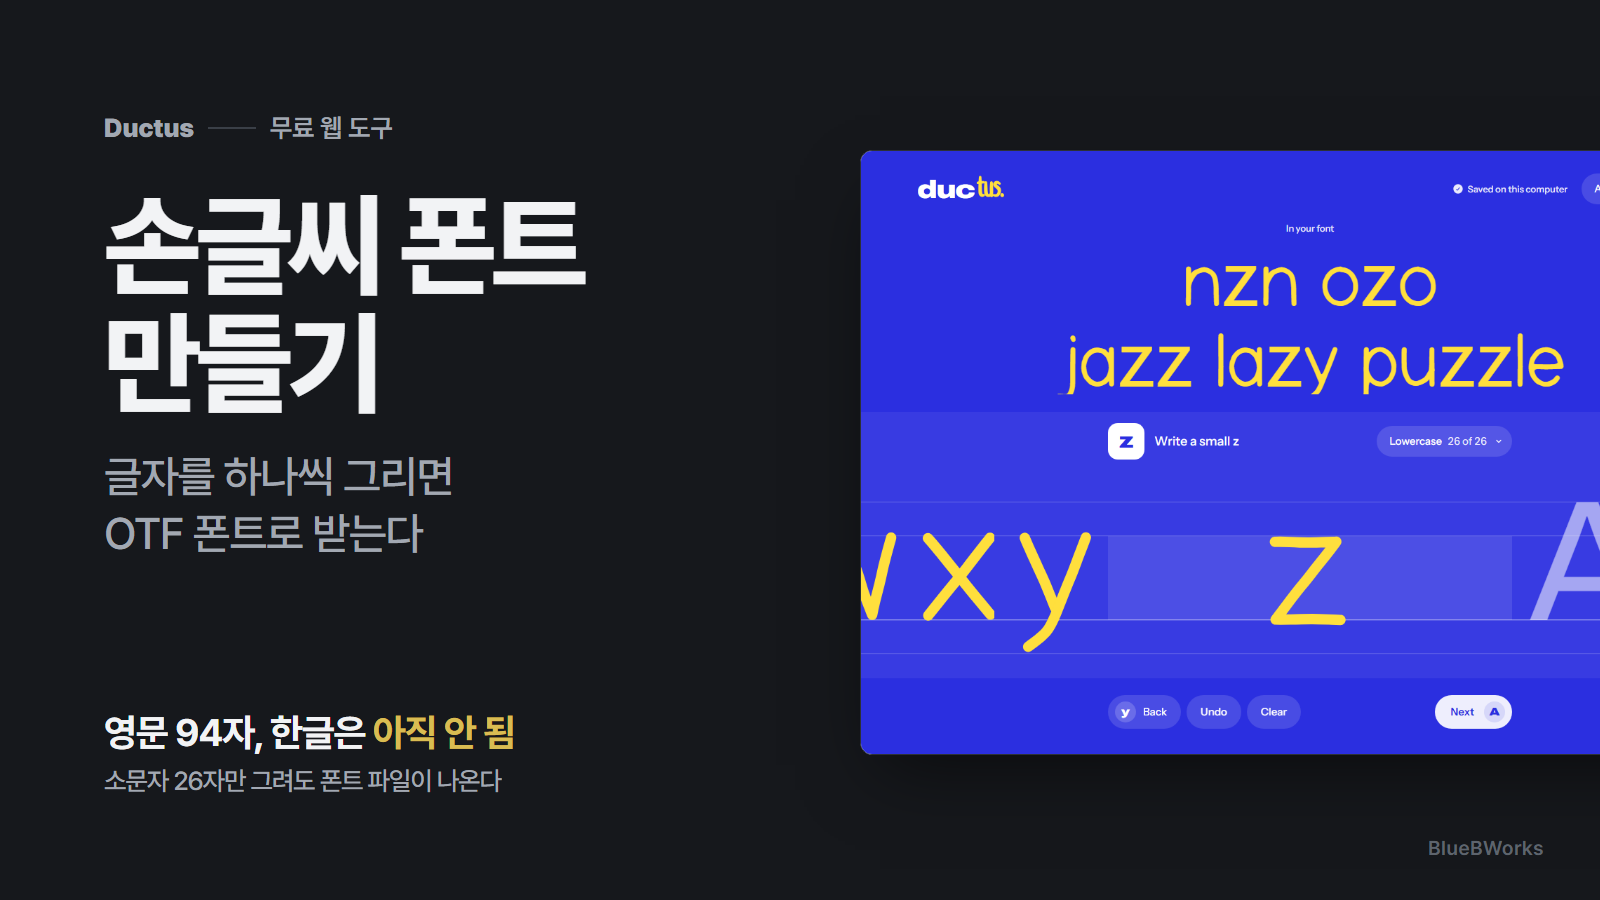 Ductus
무료 웹 도구
손글씨 폰트
만들기
글자를 하나씩 그리면
OTF 폰트로 받는다
영문 94자, 한글은 아직 안 됨
소문자 26자만 그려도 폰트 파일이 나온다
ductus.
Saved on this computer
In your font
nzn ozo
jazz lazy puzzle
z Write a small z
Lowercase 26 of 26
x y z A
y Back Undo Clear
Next A
BlueBWorks